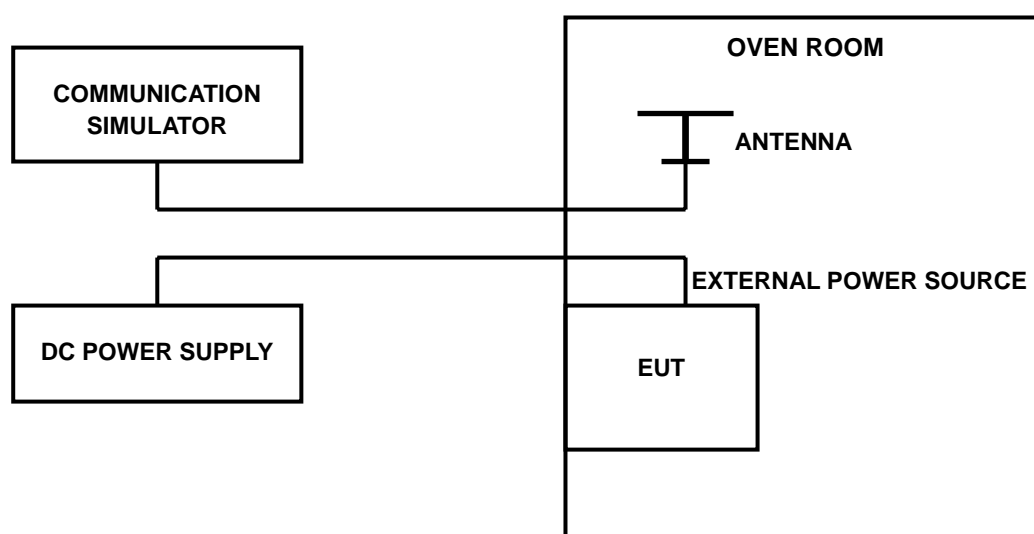 OVEN ROOM
COMMUNICATION
SIMULATOR
ANTENNA
EXTERNAL POWER SOURCE
DC POWER SUPPLY
EUT